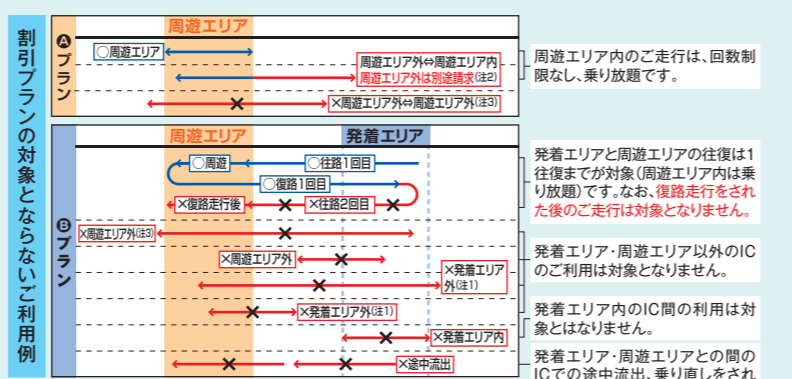 割引プランの対象とならないご利用例
Ⓐプラン
周遊エリア
○周遊エリア
周遊エリア外⇔周遊エリア内
周遊エリア外は別途請求(注2)
×周遊エリア外⇔周遊エリア外(注3)
周遊エリア内のご走行は、回数制
限なし、乗り放題です。
Ⓑプラン
周遊エリア
発着エリア
○周遊
○往路1回目
○復路1回目
×復路走行後
×往路2回目
×周遊エリア外(注3)
×周遊エリア外
×発着エリア
外(注1)
×発着エリア外(注1)
×発着エリア内
×途中流出
発着エリアと周遊エリアの往復は1
往復までが対象(周遊エリア内は乗
り放題)です。なお、復路走行をされ
た後のご走行は対象となりません。
発着エリア・周遊エリア以外のIC
のご利用は対象となりません。
発着エリア内のIC間の利用は対
象とはなりません。
発着エリア・周遊エリアとの間の
ICでの途中流出、乗り直しをされ